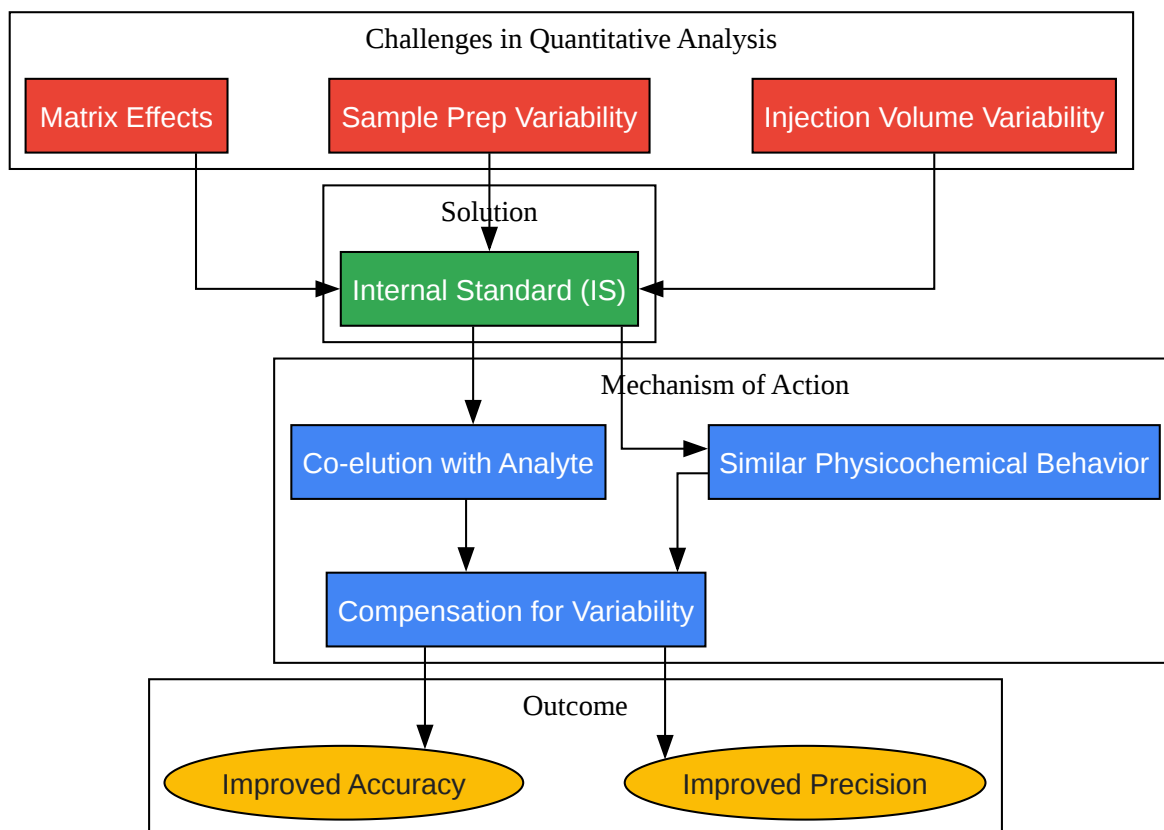 Challenges in Quantitative Analysis
Matrix Effects
Sample Prep Variability
Injection Volume Variability
Solution
Internal Standard (IS)
Mechanism of Action
Co-elution with Analyte
Similar Physicochemical Behavior
Compensation for Variability
Outcome
Improved Accuracy
Improved Precision